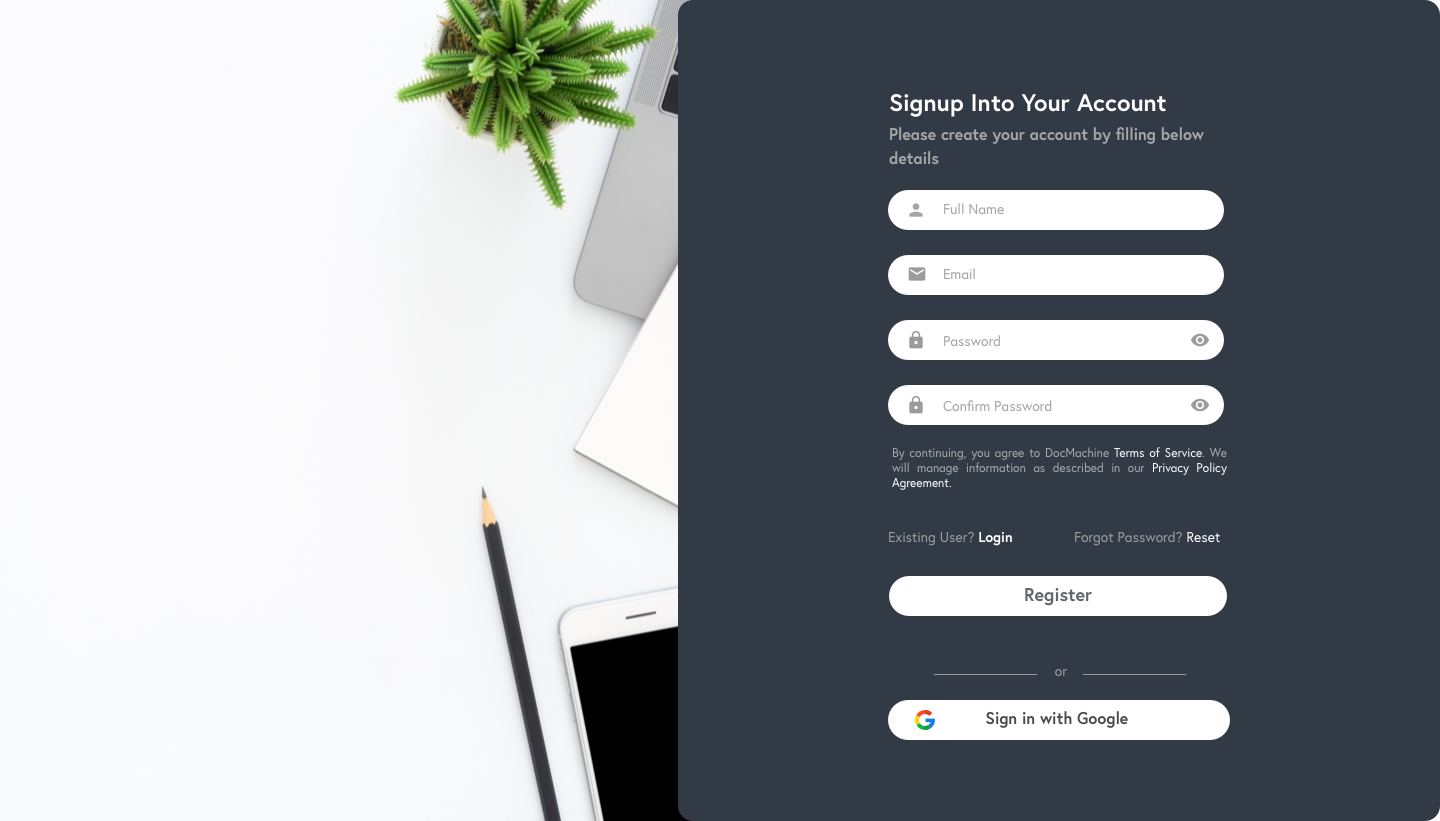 Signup Into Your Account
Please create your account by filling below
details
Full Name
Email
Password
Confirm Password
By continuing, you agree to DocMachine Terms of Service. We
will manage information as described in our Privacy Policy
Agreement.
Existing User? Login Forgot Password? Reset
Register
or
Sign in with Google